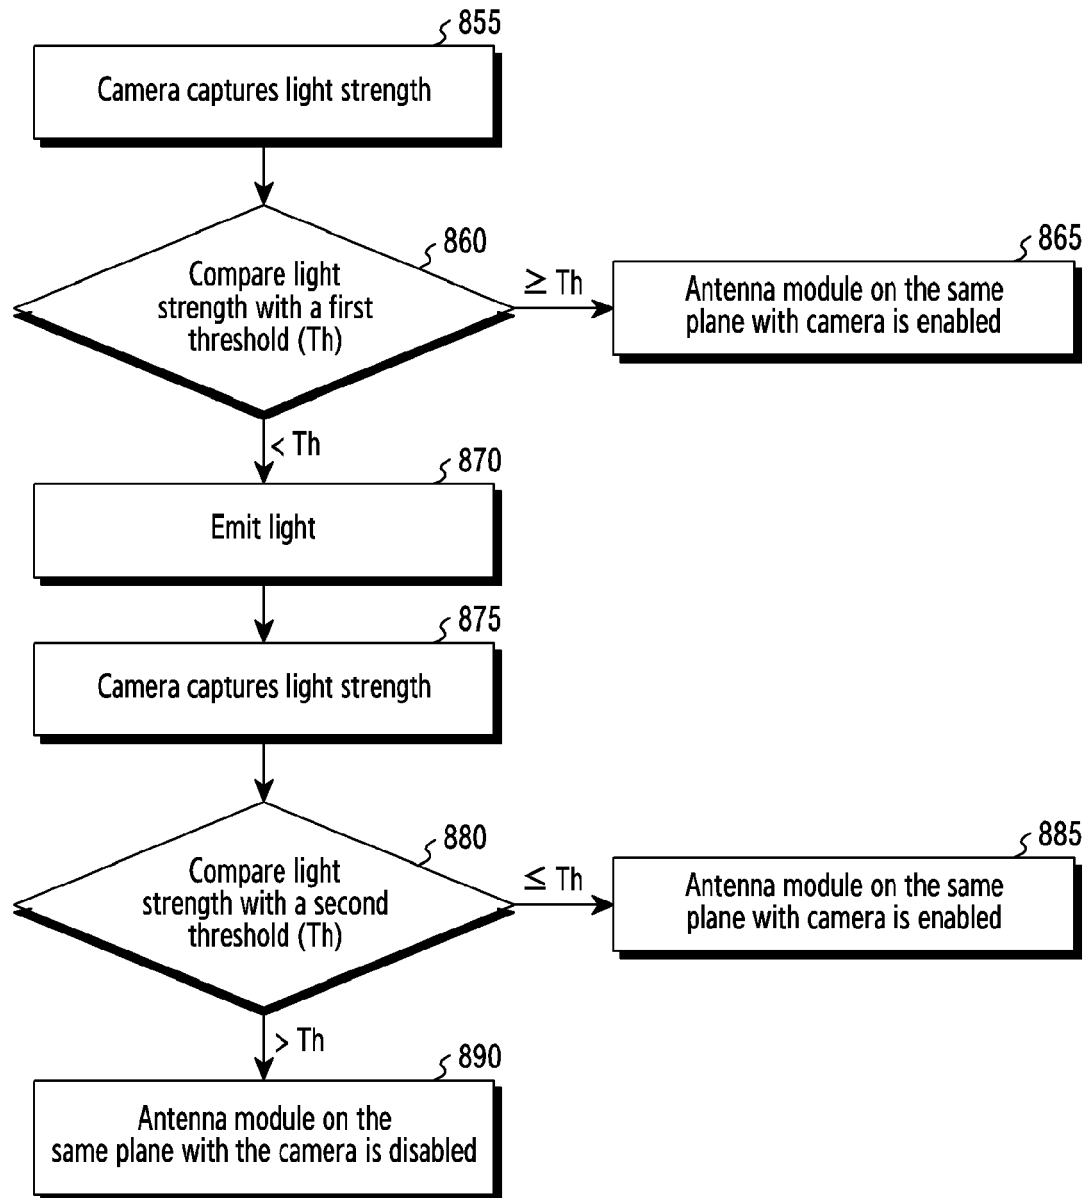 855
Camera captures light strength
860
Compare light
strength with a first
threshold (Th)
≥ Th
865
Antenna module on the same
plane with camera is enabled
< Th
870
Emit light
875
Camera captures light strength
880
Compare light
strength with a second
threshold (Th)
≤ Th
885
Antenna module on the same
plane with camera is enabled
> Th
890
Antenna module on the
same plane with the camera is disabled